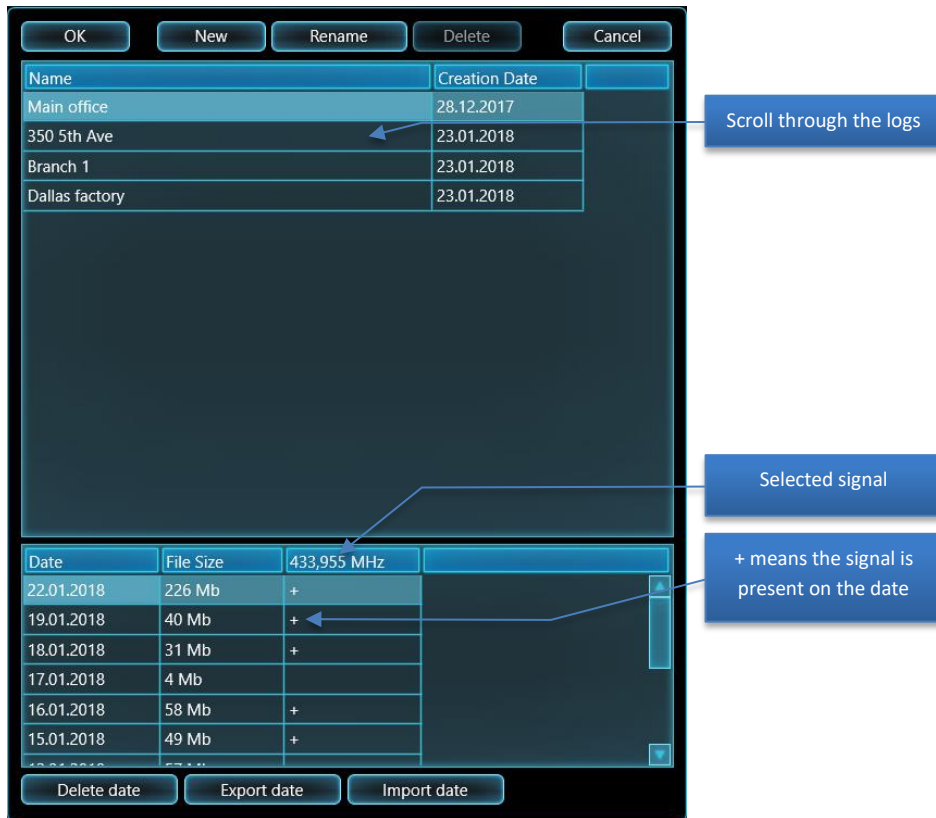 OK New Rename Delete Cancel
Name Creation Date
Main office 28.12.2017
350 5th Ave 23.01.2018
Branch 1 23.01.2018
Dallas factory 23.01.2018
Scroll through the logs
Selected signal
+ means the signal is
present on the date
Date File Size 433,955 MHz
22.01.2018 226 Mb +
19.01.2018 40 Mb +
18.01.2018 31 Mb +
17.01.2018 4 Mb
16.01.2018 58 Mb +
15.01.2018 49 Mb +
Delete date Export date Import date